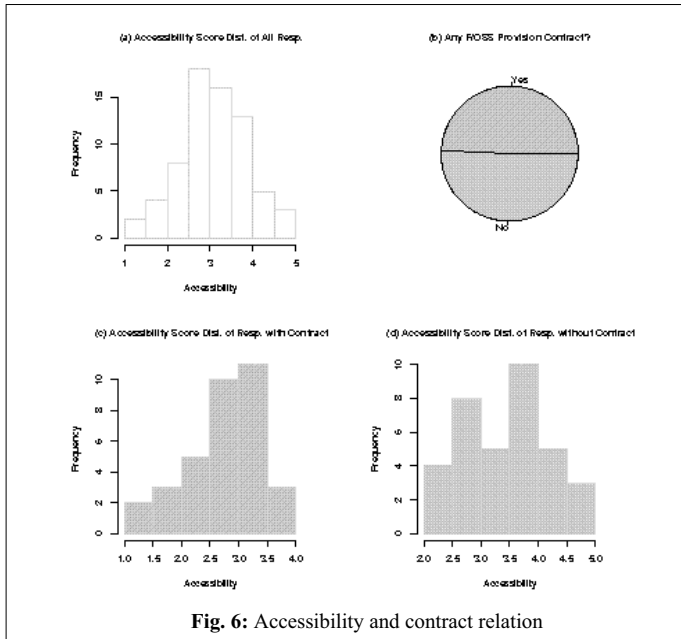 (a) Accessibility Score Dist. of All Resp.
Frequency
0
5
10
15
1 2 3 4 5
Accessibility
(b) Any F/OSS Provision Contract?
Yes
No
(c) Accessibility Score Dist. of Resp. with Contract
Frequency
0
2
4
6
8
10
1.0 1.5 2.0 2.5 3.0 3.5 4.0
Accessibility
(d) Accessibility Score Dist. of Resp. without Contract
Frequency
0
2
4
6
8
10
2.0 2.5 3.0 3.5 4.0 4.5 5.0
Accessibility
Fig. 6: Accessibility and contract relation